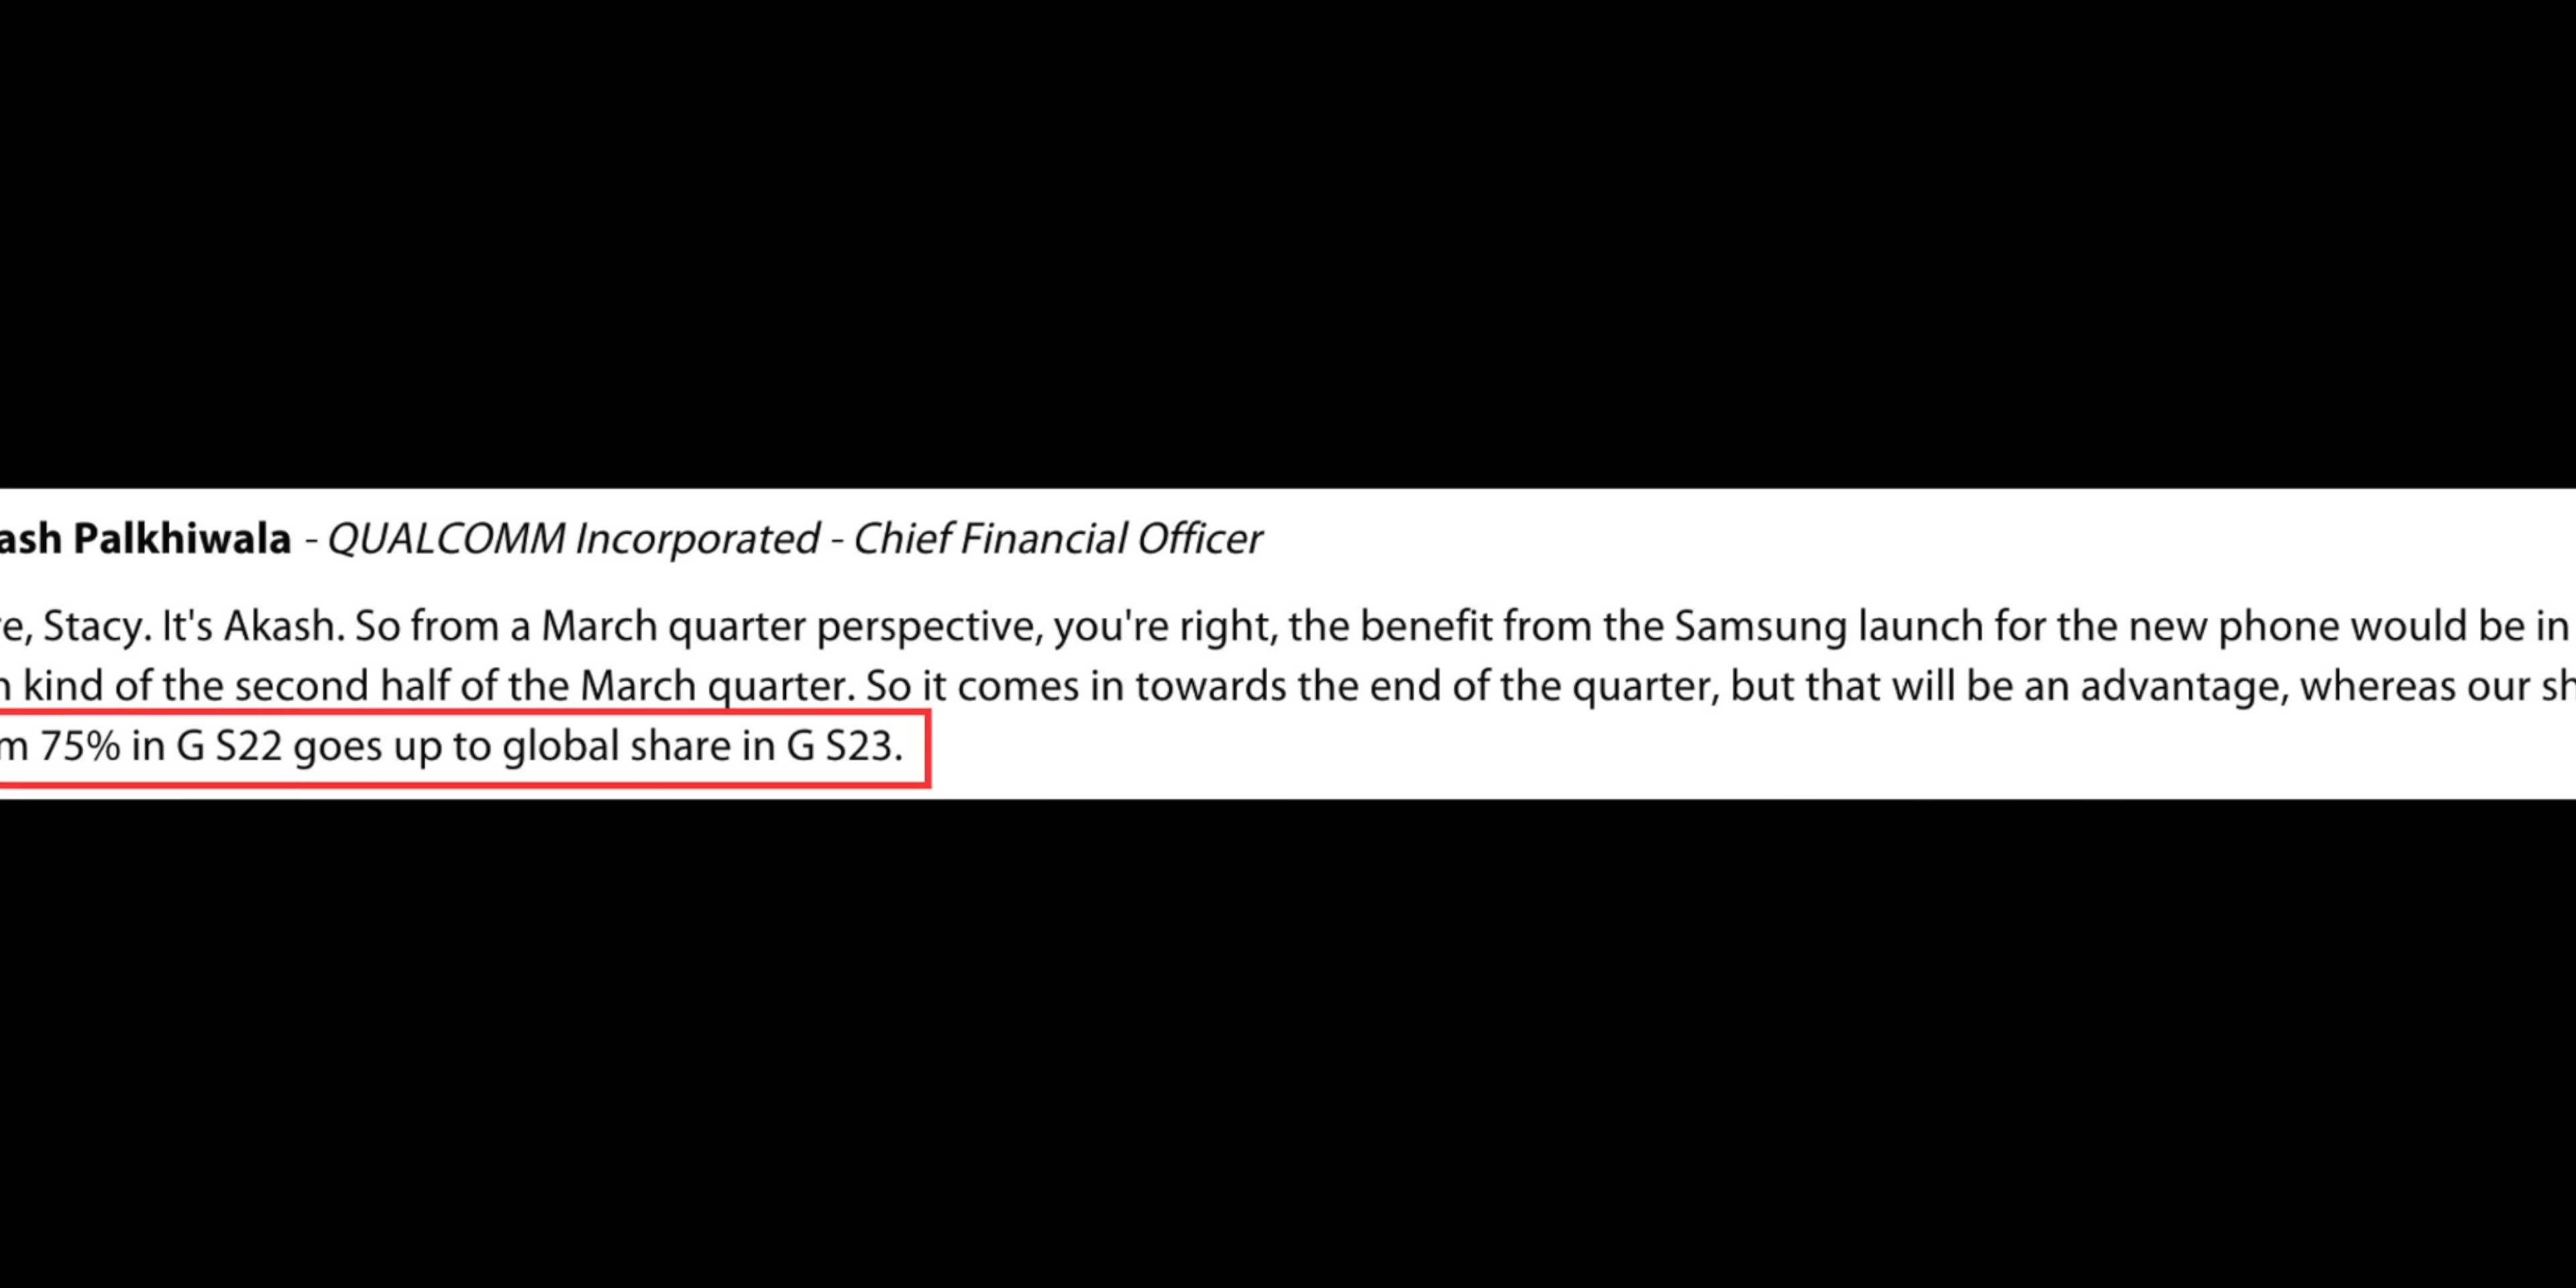 ash Palkhiwala - QUALCOMM Incorporated - Chief Financial Officer
e, Stacy. It's Akash. So from a March quarter perspective, you're right, the benefit from the Samsung launch for the new phone would be in
n kind of the second half of the March quarter. So it comes in towards the end of the quarter, but that will be an advantage, whereas our sh
m 75% in G S22 goes up to global share in G S23.